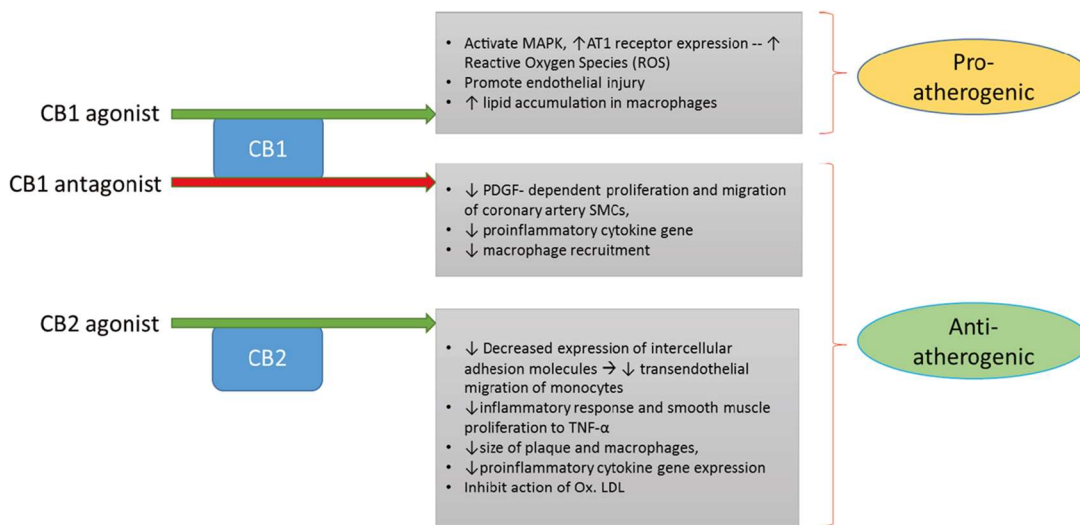 CB1 agonist
CB1
CB1 antagonist
• Activate MAPK, ↑AT1 receptor expression -- ↑
Reactive Oxygen Species (ROS)
• Promote endothelial injury
• ↑ lipid accumulation in macrophages
Pro-
atherogenic
• ↓ PDGF- dependent proliferation and migration
of coronary artery SMCs,
• ↓ proinflammatory cytokine gene
• ↓ macrophage recruitment
CB2 agonist
CB2
• ↓ Decreased expression of intercellular
adhesion molecules → ↓ transendothelial
migration of monocytes
• ↓inflammatory response and smooth muscle
proliferation to TNF-α
• ↓size of plaque and macrophages,
• ↓proinflammatory cytokine gene expression
• Inhibit action of Ox. LDL
Anti-
atherogenic